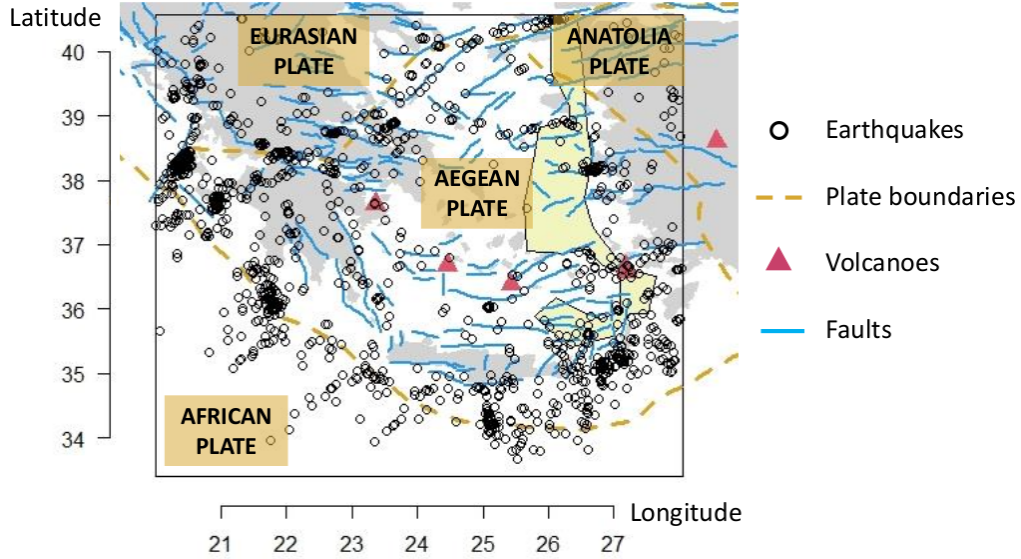 Latitude
40
39
38
37
36
35
34
EURASIAN
PLATE
ANATOLIA
PLATE
AEGEAN
PLATE
AFRICAN
PLATE
Earthquakes
Plate boundaries
Volcanoes
Faults
Longitude
21 22 23 24 25 26 27